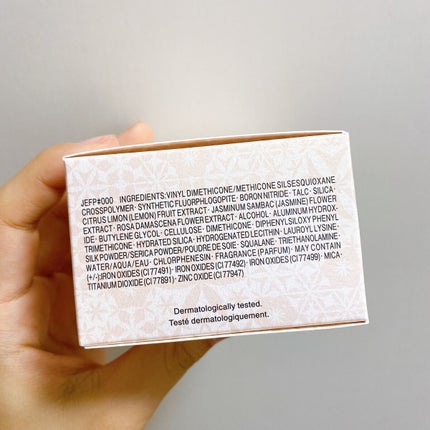 JEFP#000 INGREDIENTS:VINYL DIMETHICONE/METHICONE SILSESQUIOXANE
CROSSPOLYMER · SYNTHETIC FLUORPHLOGOPITE · BORON NITRIDE · TALC · SILICA ·
CITRUS LIMON (LEMON) FRUIT EXTRACT · JASMINUM SAMBAC (JASMINE) FLOWER
EXTRACT · ROSA DAMASCENA FLOWER EXTRACT · ALCOHOL · ALUMINUM HYDROX-
IDE · BUTYLENE GLYCOL · CELLULOSE · DIMETHICONE · DIPHENYLSILOXY PHENYL
TRIMETHICONE · HYDRATED SILICA · HYDROGENATED LECITHIN · LAUROYL LYSINE ·
SILK POWDER/SERICA POWDER/POUDRE DE SOIE · SQUALANE · TRIETHANOLAMINE ·
WATER/AQUA/EAU · CHLORPHENESIN · FRAGRANCE (PARFUM) · MAY CONTAIN
(+/-):IRON OXIDES (CI 77491) · IRON OXIDES (CI 77492) · IRON OXIDES (CI 77499) · MICA ·
TITANIUM DIOXIDE (CI 77891) · ZINC OXIDE (CI 77947)
Dermatologically tested.
Testé dermatologiquement.